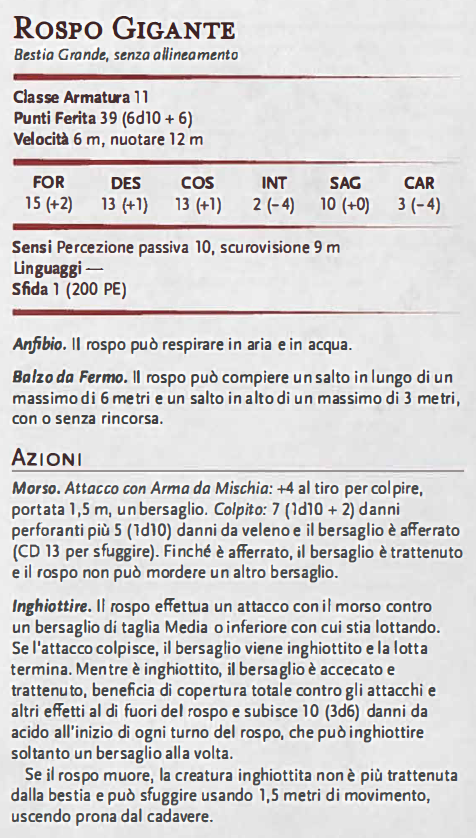 ROSPO GIGANTE
Bestia Grande, senza allineamento
Classe Armatura 11
Punti Ferita 39 (6d10 + 6)
Velocità 6 m, nuotare 12 m
FOR DES COS INT SAG CAR
15 (+2) 13 (+1) 13 (+1) 2 (-4) 10 (+0) 3 (-4)
Sensi Percezione passiva 10, scurovisione 9 m
Linguaggi —
Sfida 1 (200 PE)
Anfibio. Il rospo può respirare in aria e in acqua.
Balzo da Fermo. Il rospo può compiere un salto in lungo di un
massimo di 6 metri e un salto in alto di un massimo di 3 metri,
con o senza rincorsa.
AZIONI
Morso. Attacco con Arma da Mischia: +4 al tiro per colpire,
portata 1,5 m, un bersaglio. Colpito: 7 (1d10 + 2) danni
perforanti più 5 (1d10) danni da veleno e il bersaglio è afferrato
(CD 13 per sfuggire). Finché è afferrato, il bersaglio è trattenuto
e il rospo non può mordere un altro bersaglio.
Inghiottire. Il rospo effettua un attacco con il morso contro
un bersaglio di taglia Media o inferiore con cui stia lottando.
Se l'attacco colpisce, il bersaglio viene inghiottito e la lotta
termina. Mentre è inghiottito, il bersaglio è accecato e
trattenuto, beneficia di copertura totale contro gli attacchi e
altri effetti al di fuori del rospo e subisce 10 (3d6) danni da
acido all'inizio di ogni turno del rospo, che può inghiottire
soltanto un bersaglio alla volta.
Se il rospo muore, la creatura inghiottita non è più trattenuta
dalla bestia e può sfuggire usando 1,5 metri di movimento,
uscendo prona dal cadavere.